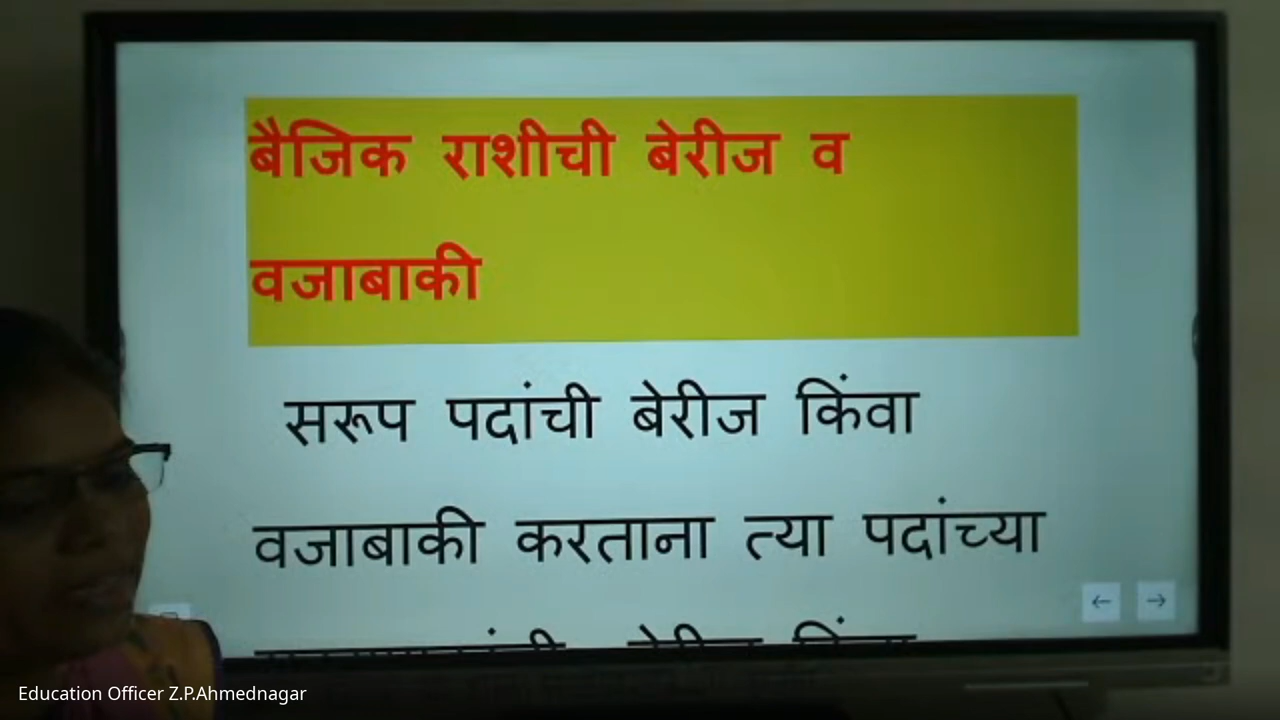 बैजिक राशीची बेरीज व
वजाबाकी
सरूप पदांची बेरीज किंवा
वजाबाकी करताना त्या पदांच्या
Education Officer Z.P.Ahmednagar